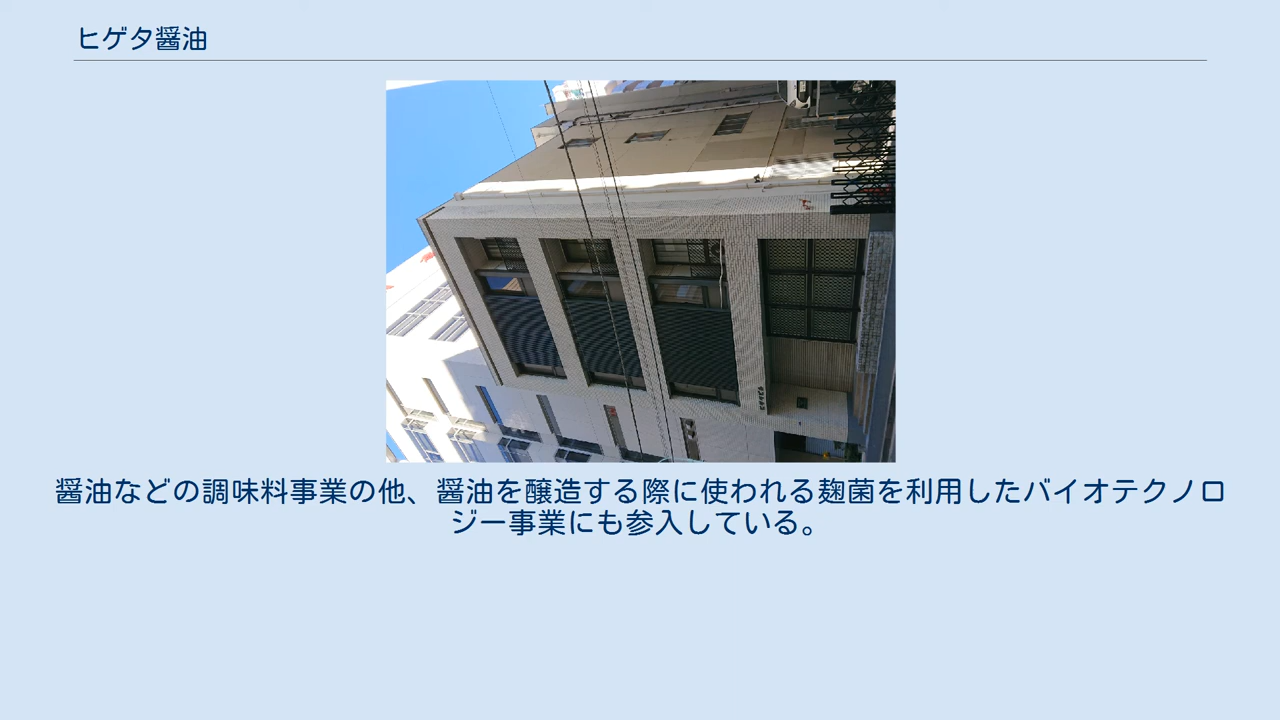 ヒゲタ醤油
醤油などの調味料事業の他、醤油を醸造する際に使われる麹菌を利用したバイオテクノロ
ジー事業にも参入している。